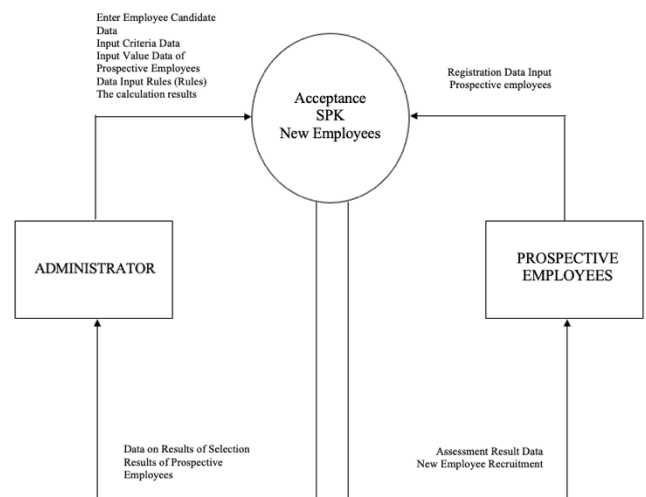 Enter Employee Candidate
Data
Input Criteria Data
Input Value Data of
Prospective Employees
Data Input Rules (Rules)
The calculation results
Acceptance
SPK
New Employees
Registration Data Input
Prospective employees
ADMINISTRATOR
PROSPECTIVE
EMPLOYEES
Data on Results of Selection
Results of Prospective
Employees
Assessment Result Data
New Employee Recruitment